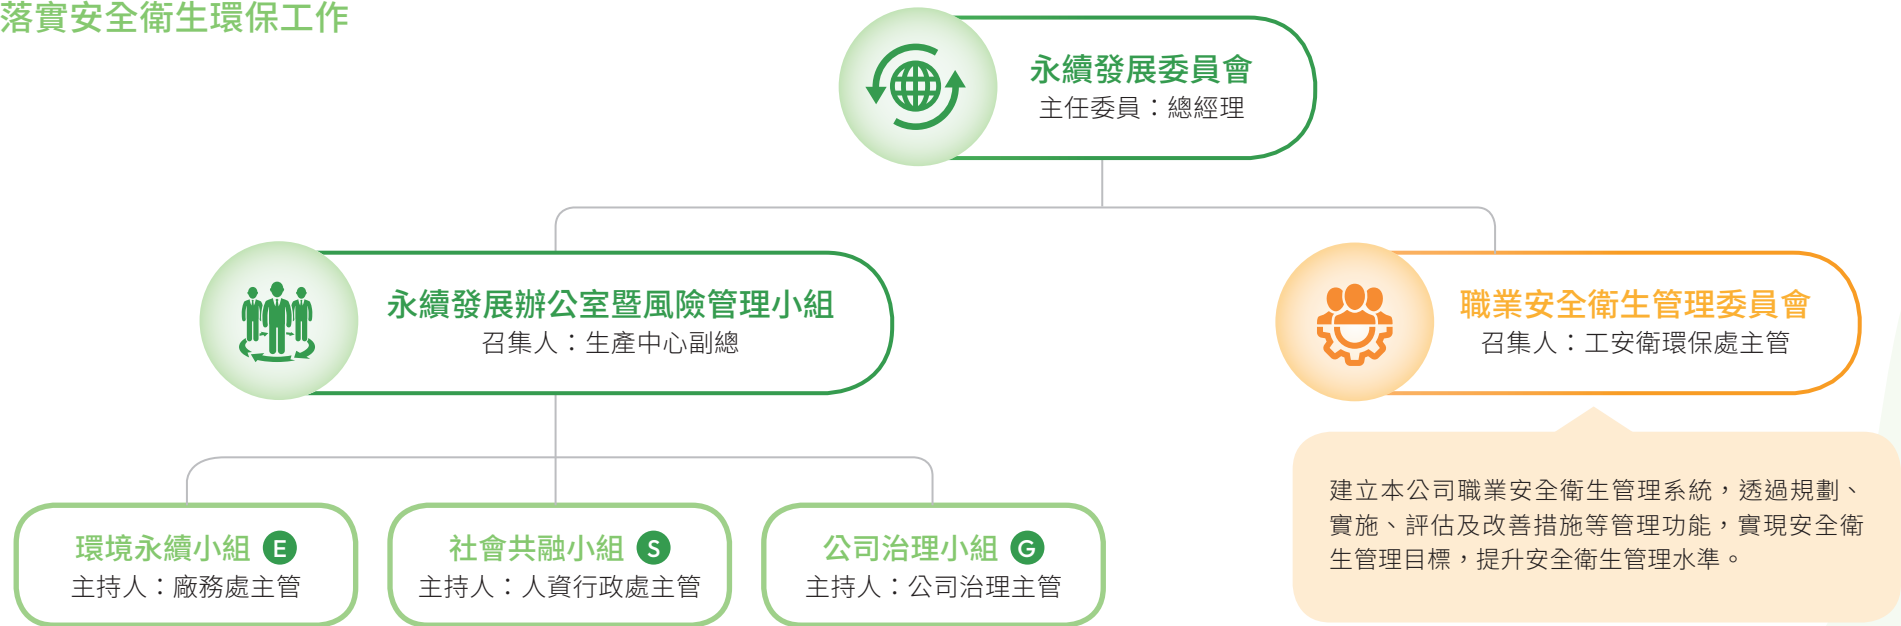 落實安全衛生環保工作
永續發展委員會
主任委員：總經理
永續發展辦公室暨風險管理小組
召集人：生產中心副總
職業安全衛生管理委員會
召集人：工安衛環保處主管
建立本公司職業安全衛生管理系統，透過規劃、
實施、評估及改善措施等管理功能，實現安全衛
生管理目標，提升安全衛生管理水準。
環境永續小組 E
主持人：廠務處主管
社會共融小組 S
主持人：人資行政處主管
公司治理小組 G
主持人：公司治理主管